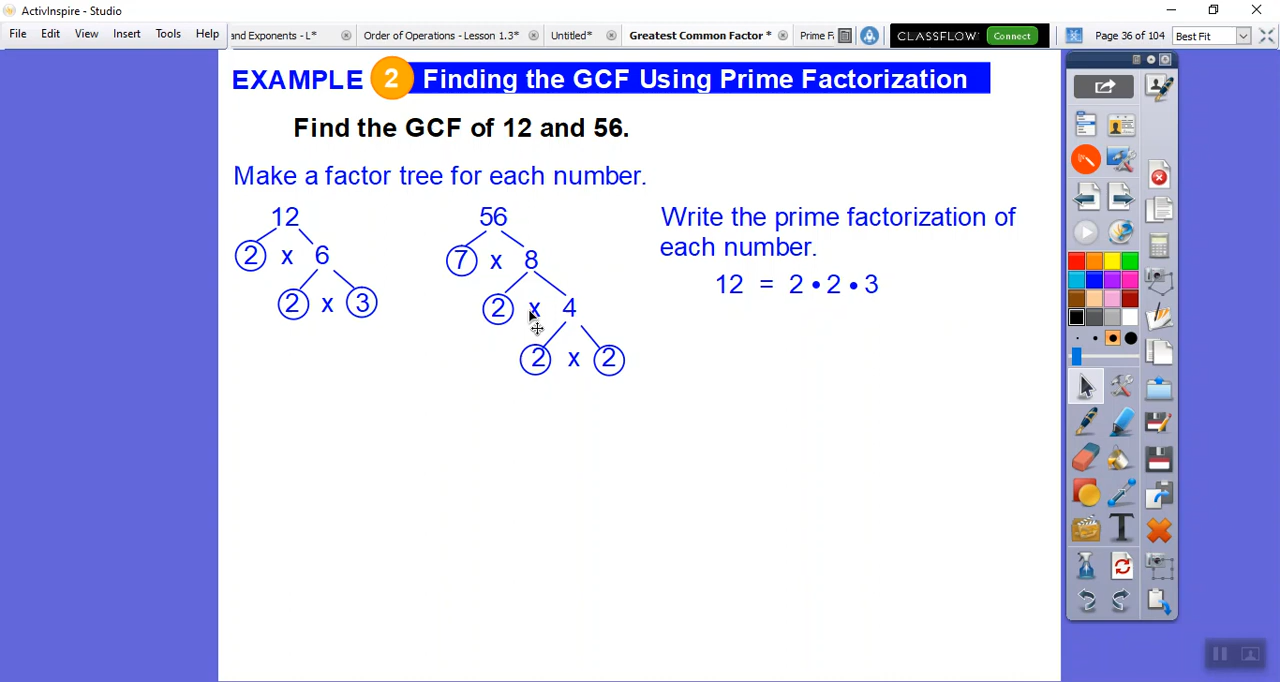 ActivInspire - Studio
File Edit View Insert Tools Help
and Exponents - L* Order of Operations - Lesson 1.3* Untitled* Greatest Common Factor * Prime F CLASSFLOW Connect Page 36 of 104 Best Fit
EXAMPLE 2 Finding the GCF Using Prime Factorization
Find the GCF of 12 and 56.
Make a factor tree for each number.
12
2 x 6
2 x 3
56
7 x 8
2 x 4
2 x 2
Write the prime factorization of
each number.
12 = 2 • 2 • 3
T